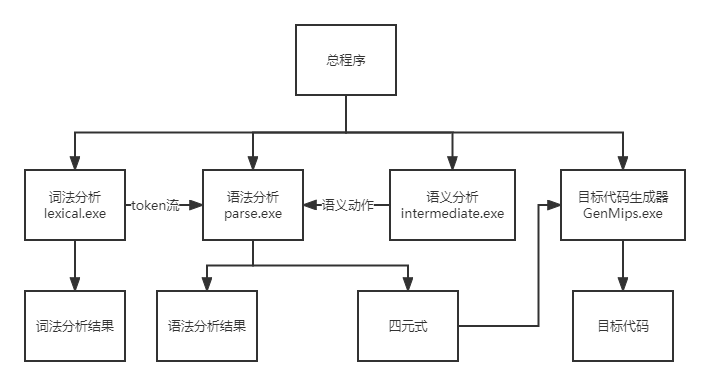 总程序
词法分析
lexical.exe
token流
语法分析
parse.exe
语义动作
语义分析
intermediate.exe
目标代码生成器
GenMips.exe
词法分析结果
语法分析结果
四元式
目标代码